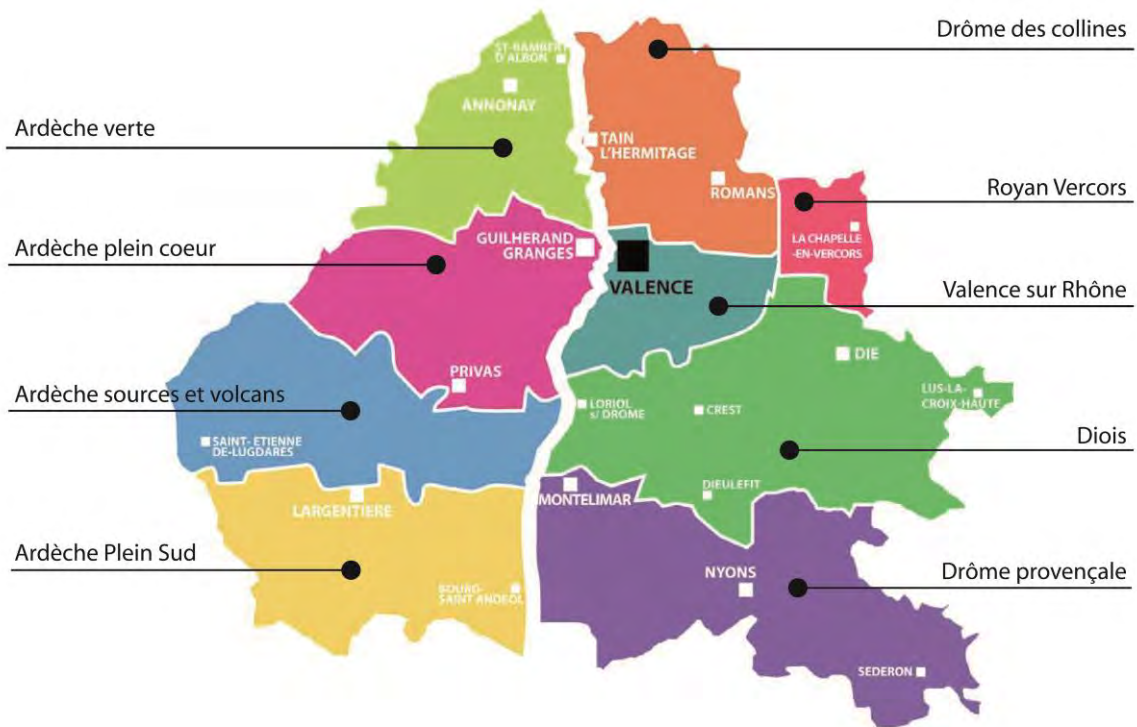 Drôme des collines
ST-RAMBERT
D'ALBON
ANNONAY
Ardèche verte
TAIN
L'HERMITAGE
ROMANS
Royan Vercors
Ardèche plein coeur
GUILHERAND
GRANGES
LA CHAPELLE
-EN-VERCORS
VALENCE
Valence sur Rhône
DIE
PRIVAS
Ardèche sources et volcans
LORIOL
s/ DROME
CREST
LUS-LA-
CROIX-HAUTE
SAINT- ETIENNE
DE-LUGDARES
Diois
DIEULEFIT
MONTELIMAR
LARGENTIERE
Ardèche Plein Sud
NYONS
Drôme provençale
BOURG-
SAINT ANDEOL
SEDERON